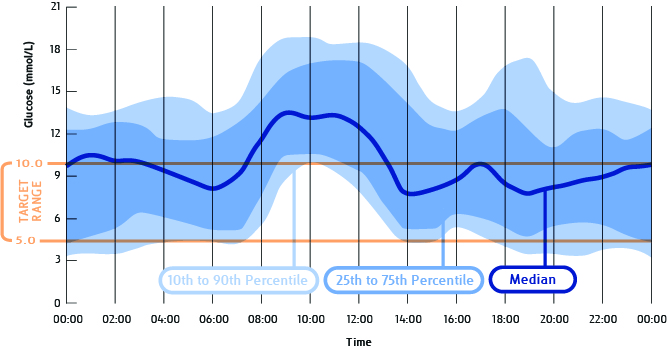 21
18
15
12
9
6
3
0
Glucose (mmol/L)
10.0
TARGET
RANGE
5.0
10th to 90th Percentile
25th to 75th Percentile
Median
00:00 02:00 04:00 06:00 08:00 10:00 12:00 14:00 16:00 18:00 20:00 22:00 00:00
Time